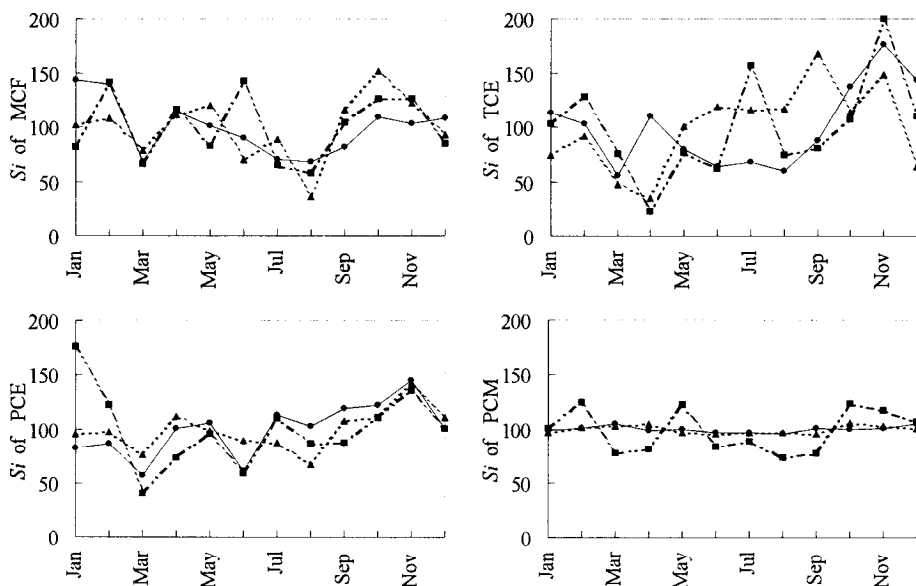 200
150
100
50
0
Si of MCF
Jan
Mar
May
Jul
Sep
Nov
200
150
100
50
0
Si of TCE
Jan
Mar
May
Jul
Sep
Nov
200
150
100
50
0
Si of PCE
Jan
Mar
May
Jul
Sep
Nov
200
150
100
50
0
Si of PCM
Jan
Mar
May
Jul
Sep
Nov